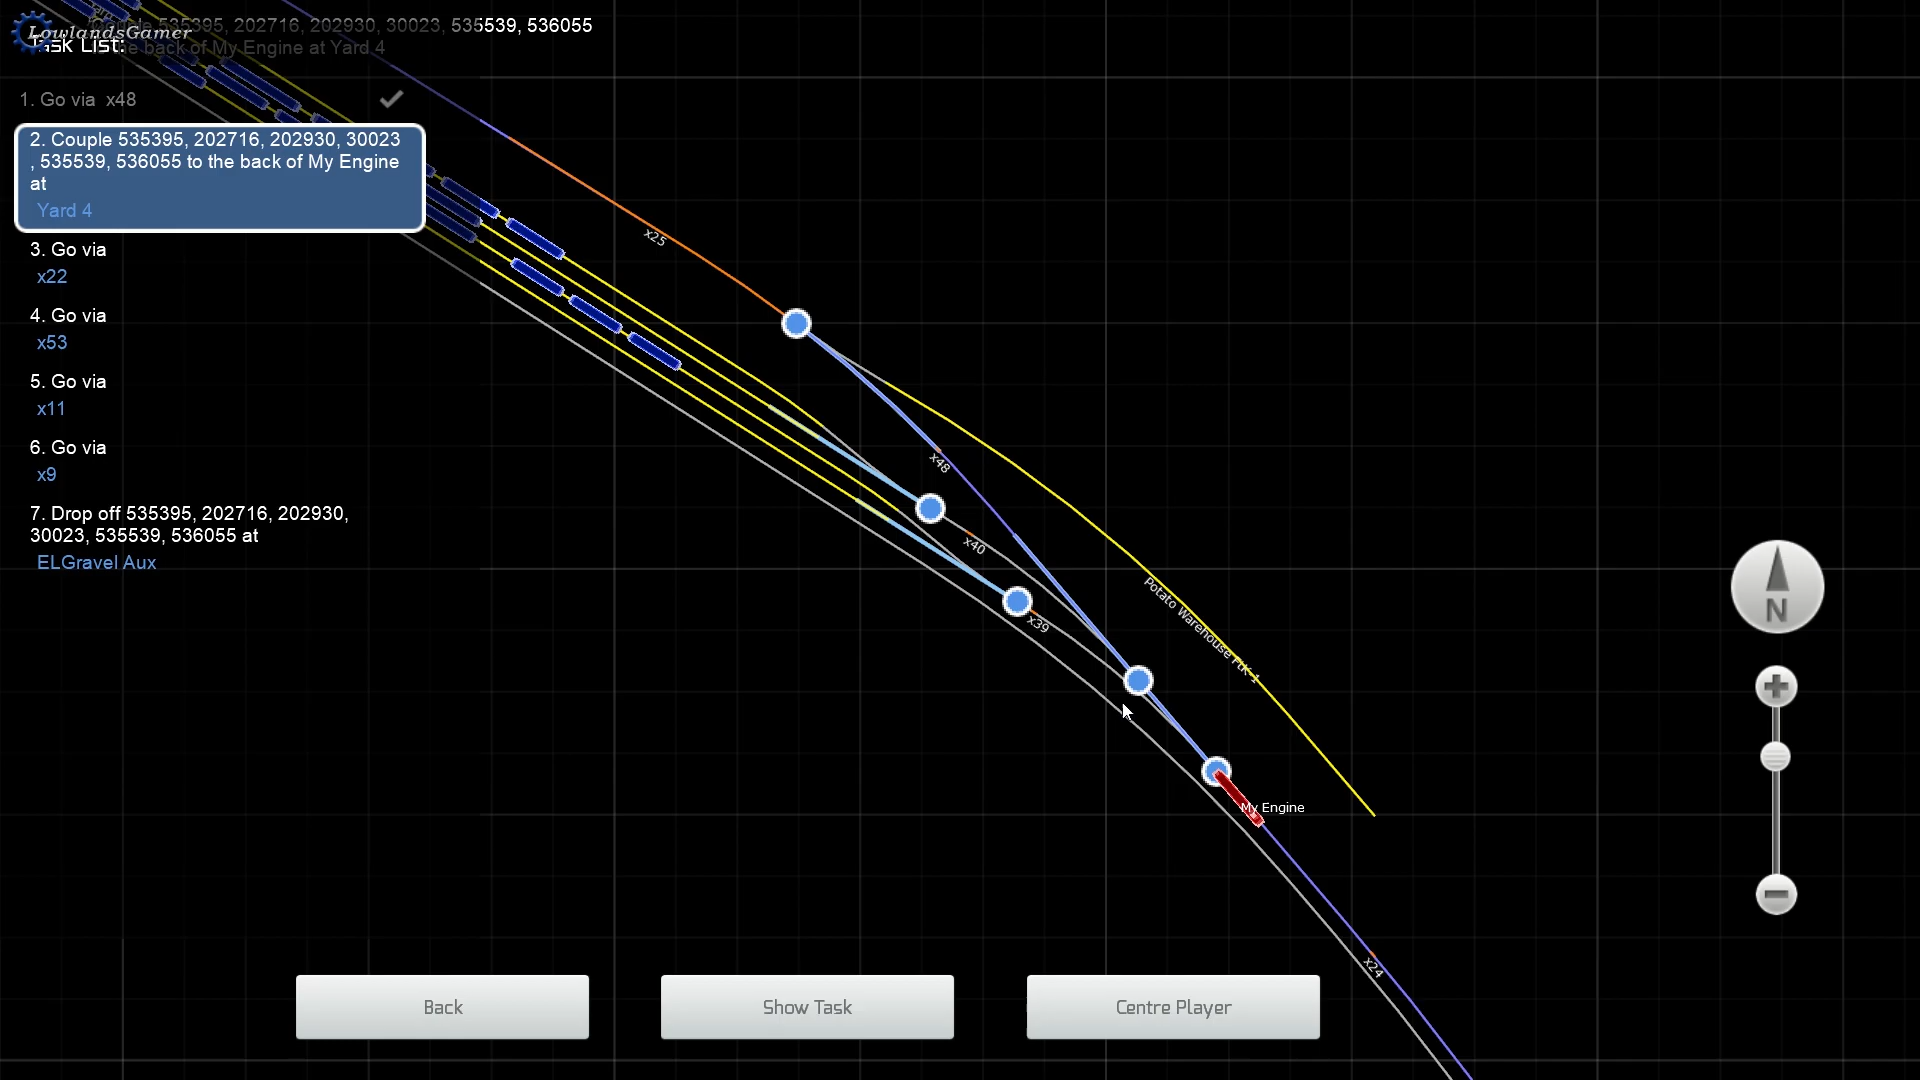 535395, 202716, 202930, 30023, 535539, 536055
the back of My Engine at Yard 4
LowlandsGamer
Task List:
1. Go via x48
2. Couple 535395, 202716, 202930, 30023
, 535539, 536055 to the back of My Engine
at
Yard 4
3. Go via
x22
4. Go via
x53
5. Go via
x11
6. Go via
x9
7. Drop off 535395, 202716, 202930,
30023, 535539, 536055 at
ELGravel Aux
x25
x48
x40
x39
Potato Warehouse Ptk 1
My Engine
x24
N
Back
Show Task
Centre Player